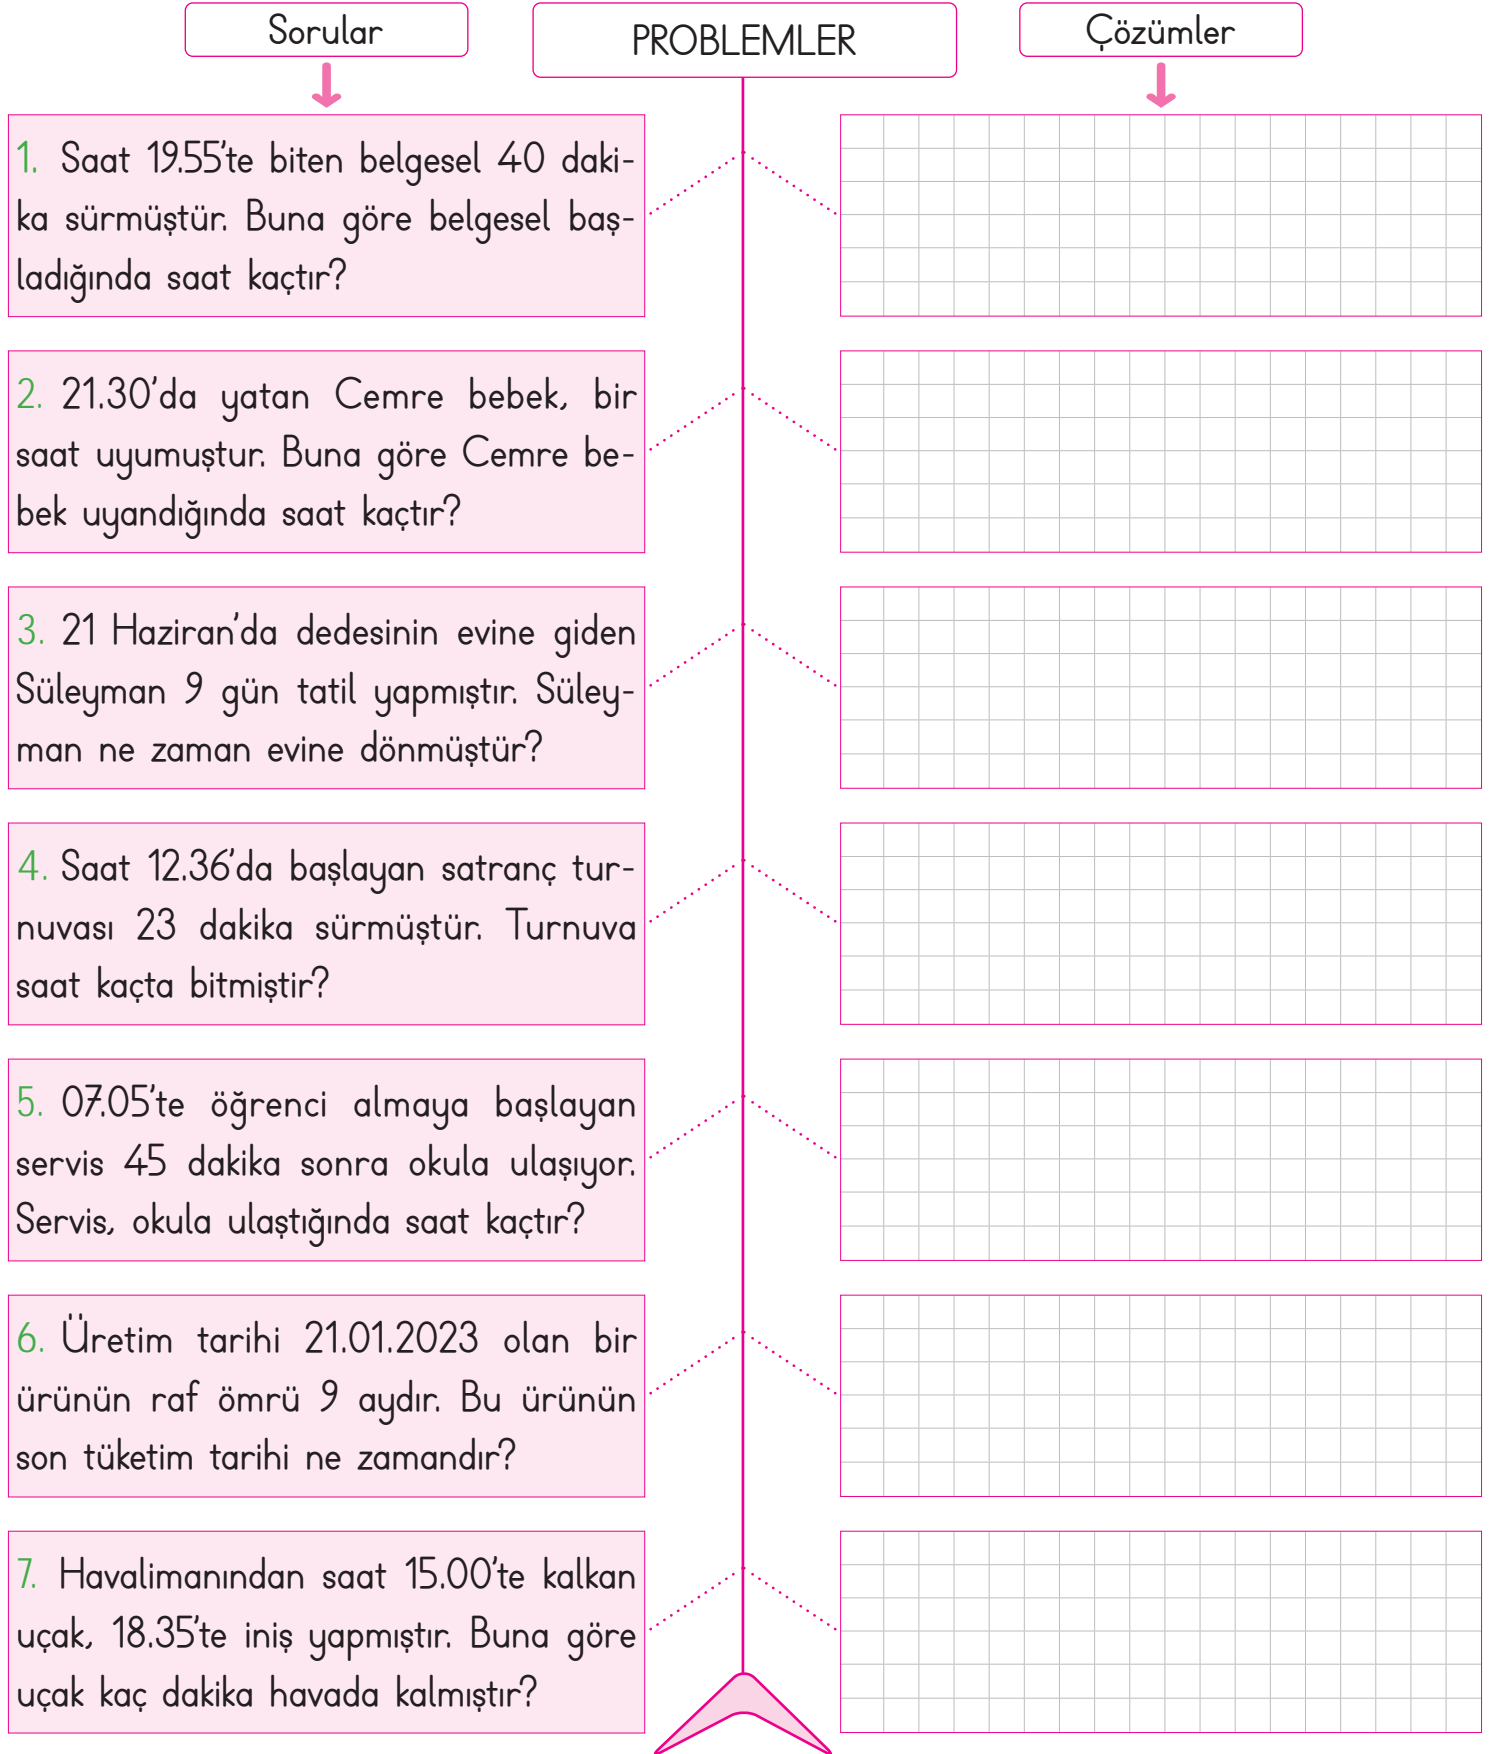 Sorular
PROBLEMLER
Çözümler
1. Saat 19.55'te biten belgesel 40 daki-
ka sürmüştür. Buna göre belgesel baş-
ladığında saat kaçtır?
2. 21.30'da yatan Cemre bebek, bir
saat uyumuştur. Buna göre Cemre be-
bek uyandığında saat kaçtır?
3. 21 Haziran'da dedesinin evine giden
Süleyman 9 gün tatil yapmıştır. Süley-
man ne zaman evine dönmüştür?
4. Saat 12.36'da başlayan satranç tur-
nuvası 23 dakika sürmüştür. Turnuva
saat kaçta bitmiştir?
5. 07.05'te öğrenci almaya başlayan
servis 45 dakika sonra okula ulaşıyor.
Servis, okula ulaştığında saat kaçtır?
6. Üretim tarihi 21.01.2023 olan bir
ürünün raf ömrü 9 aydır. Bu ürünün
son tüketim tarihi ne zamandır?
7. Havalimanından saat 15.00'te kalkan
uçak, 18.35'te iniş yapmıştır. Buna göre
uçak kaç dakika havada kalmıştır?